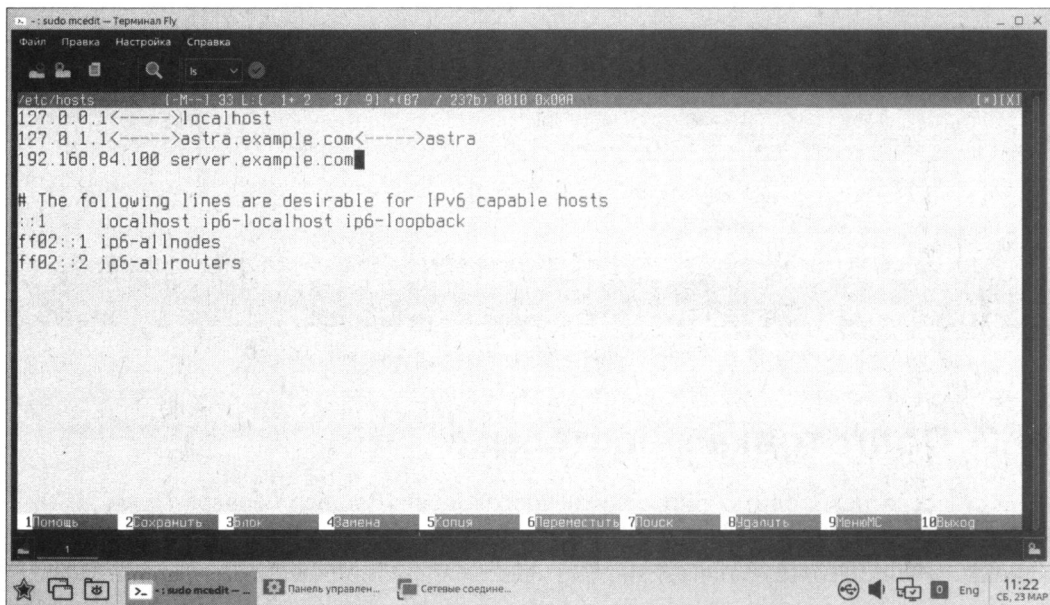 - : sudo mcedit — Терминал Fly
Файл Правка Настройка Справка
ls
/etc/hosts [-M--] 33 L:[ 1+ 2 3/ 9] *(87 / 237b) 0010 0x00A [*][X]
127.0.0.1<----->localhost
127.0.1.1<----->astra.example.com<----->astra
192.168.84.100 server.example.com
# The following lines are desirable for IPv6 capable hosts
::1 localhost ip6-localhost ip6-loopback
ff02::1 ip6-allnodes
ff02::2 ip6-allrouters
1Помощь 2Сохранить 3Блок 4Замена 5Копия 6Переместить 7Поиск 8Удалить 9МенюМС 10Выход
1
- : sudo mcedit — ... Панель управлен... Сетевые соедине... 0 Eng 11:22
СБ, 23 МАР